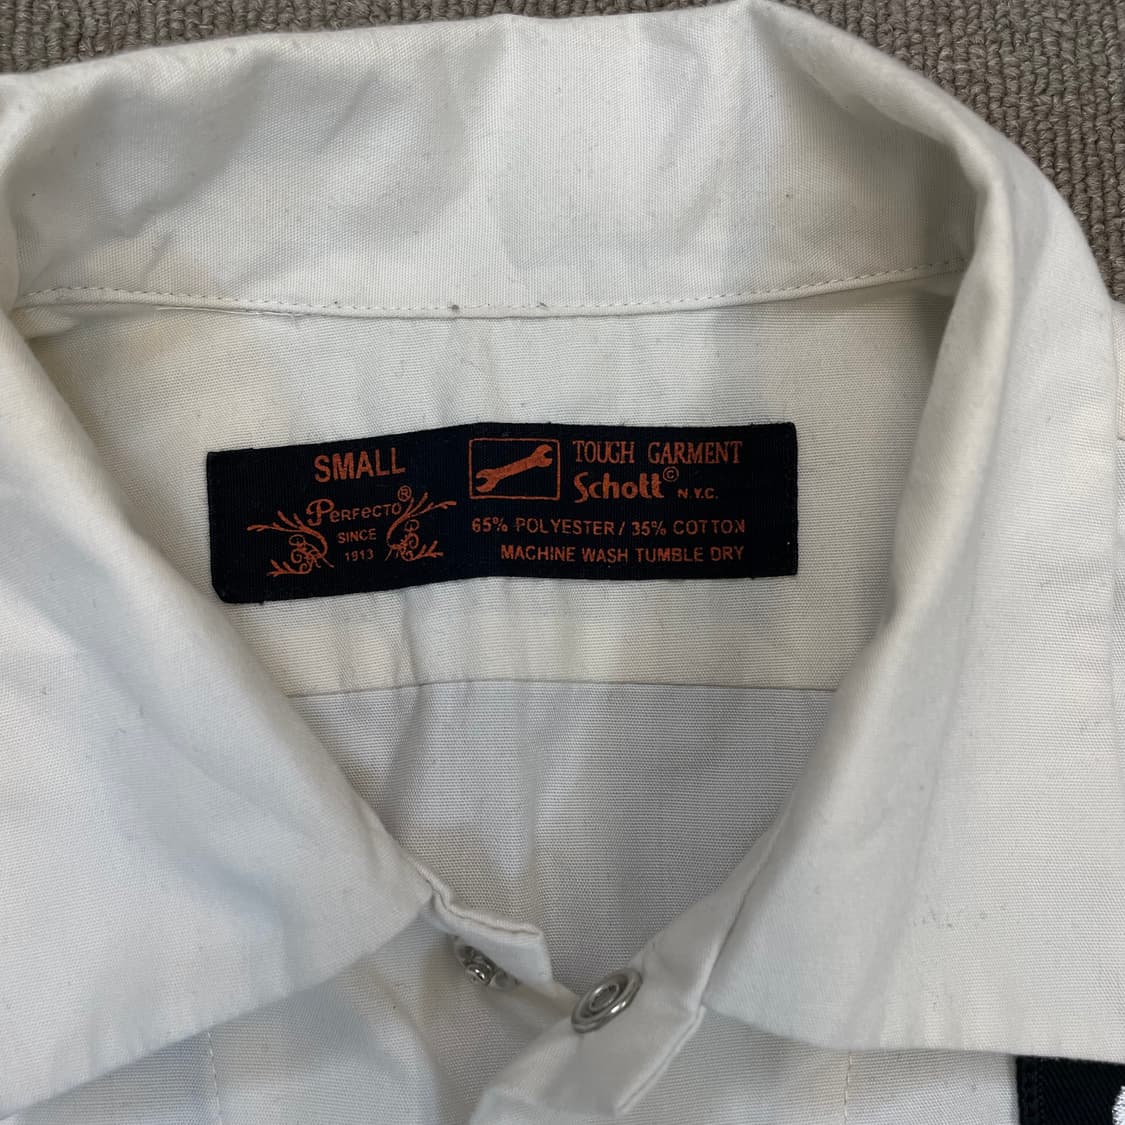 SMALL
Perfecto®
SINCE
1913
TOUGH GARMENT
Schott©
N.Y.C.
65% POLYESTER / 35% COTTON
MACHINE WASH TUMBLE DRY